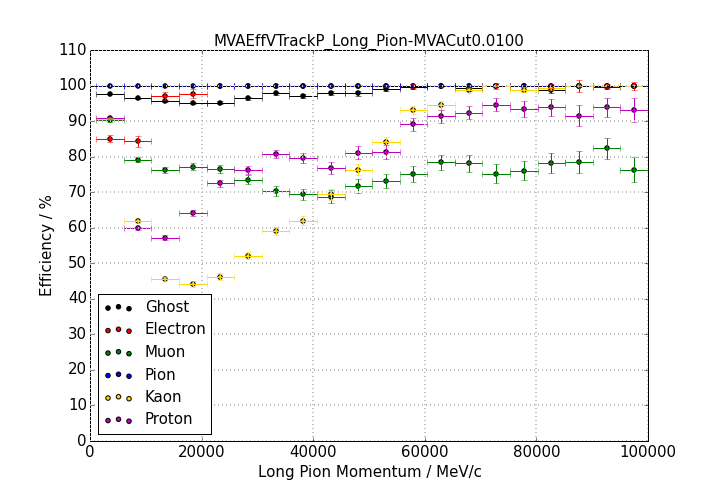 MVAEffVTrackP_Long_Pion-MVACut0.0100
110
100
90
80
70
60
50
40
30
20
10
0
Efficiency / %
Ghost
Electron
Muon
Pion
Kaon
Proton
0 20000 40000 60000 80000 100000
Long Pion Momentum / MeV/c